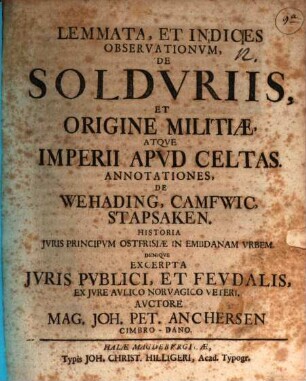 LEMMATA, ET INDICES
OBSERVATIONVM,
DE
SOLDVRIIS,
ET
ORIGINE MILITIÆ,
ATQVE
IMPERII APVD CELTAS.
ANNOTATIONES,
DE
WEHADING, CAMFWIC,
STAPSAKEN.
HISTORIA
JVRIS PRINCIPVM OSTFRISIÆ IN EMBDANAM VRBEM.
DENIQVE
EXCERPTA
JVRIS PVBLICI, ET FEVDALIS,
EX JVRE AVLICO NORVAGICO VETERI.
AVCTORE
MAG. JOH. PET. ANCHERSEN
CIMBRO - DANO.
HALÆ MAGDEBVRGICÆ,
Typis JOH. CHRIST. HILLIGERI, Acad. Typogr.